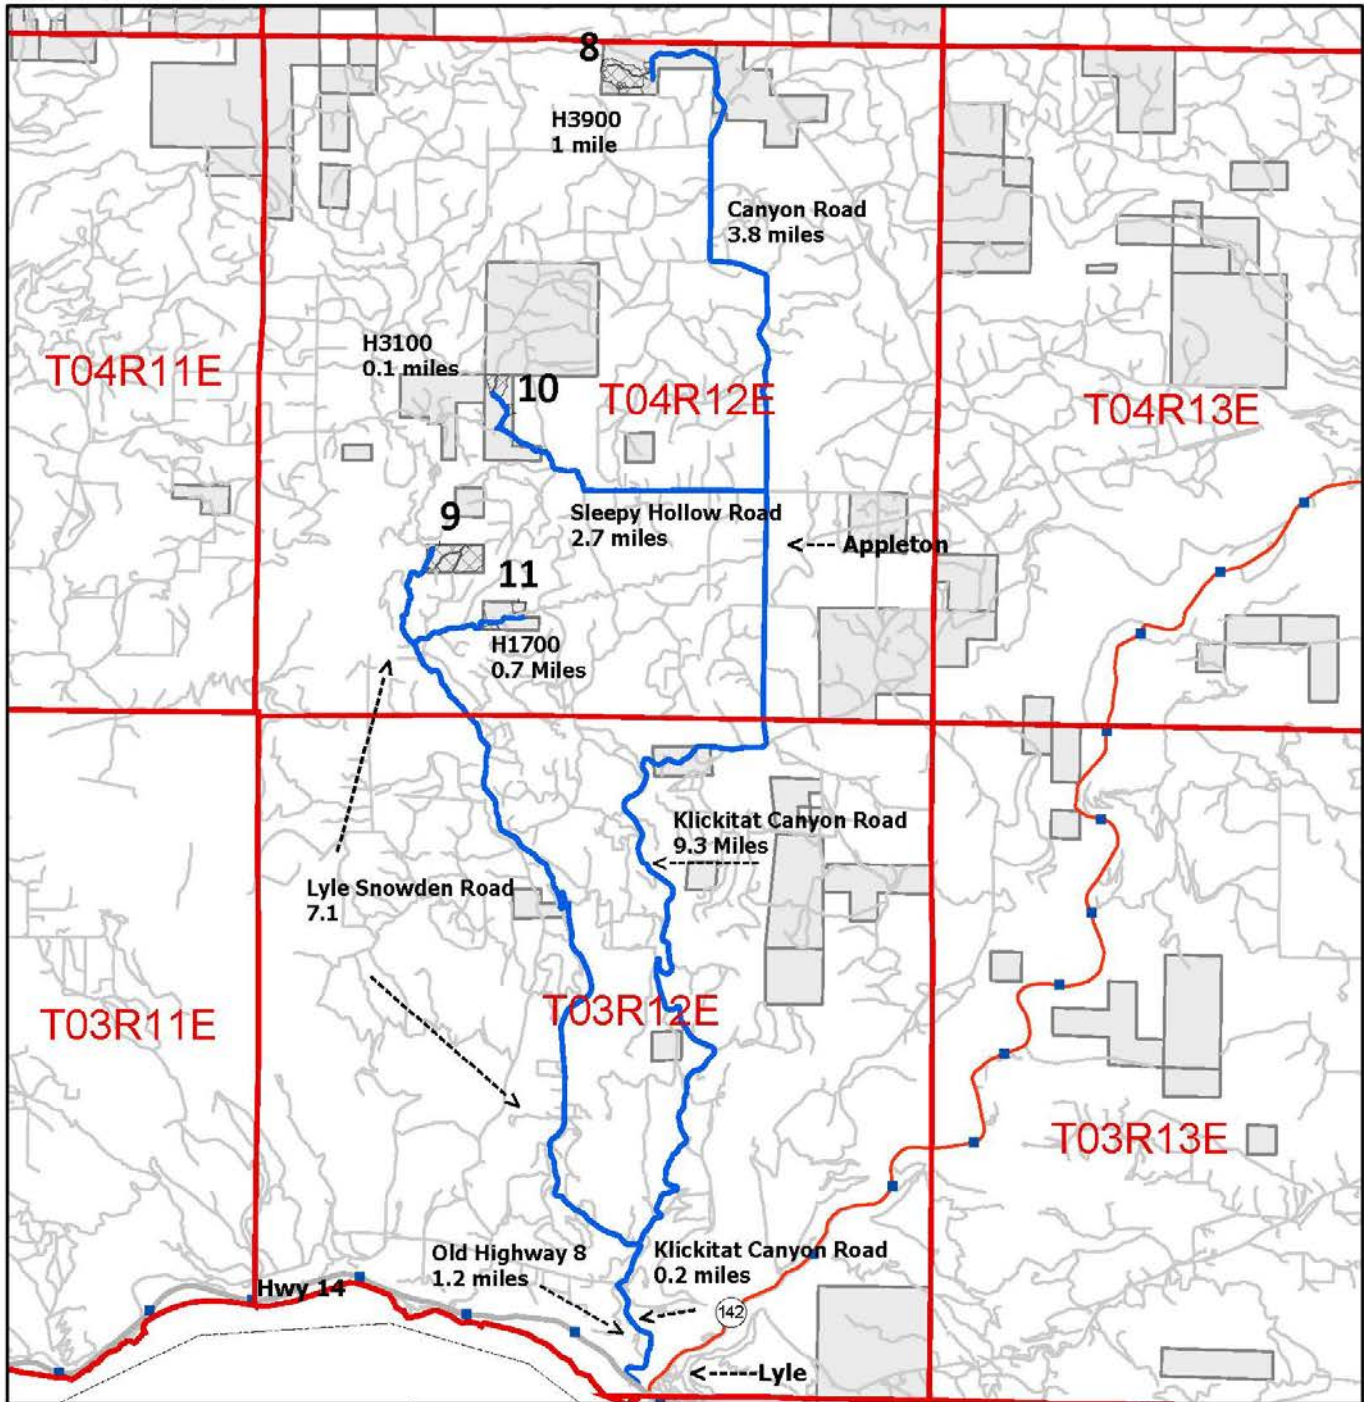 8
H3900
1 mile
Canyon Road
3.8 miles
H3100
0.1 miles
T04R11E
10
T04R12E
T04R13E
9
Sleepy Hollow Road
2.7 miles
<--- Appleton
11
H1700
0.7 Miles
Klickitat Canyon Road
9.3 Miles
Lyle Snowden Road
7.1
T03R11E
T03R12E
T03R13E
Old Highway 8
1.2 miles
Klickitat Canyon Road
0.2 miles
Hwy 14
142
<-----Lyle